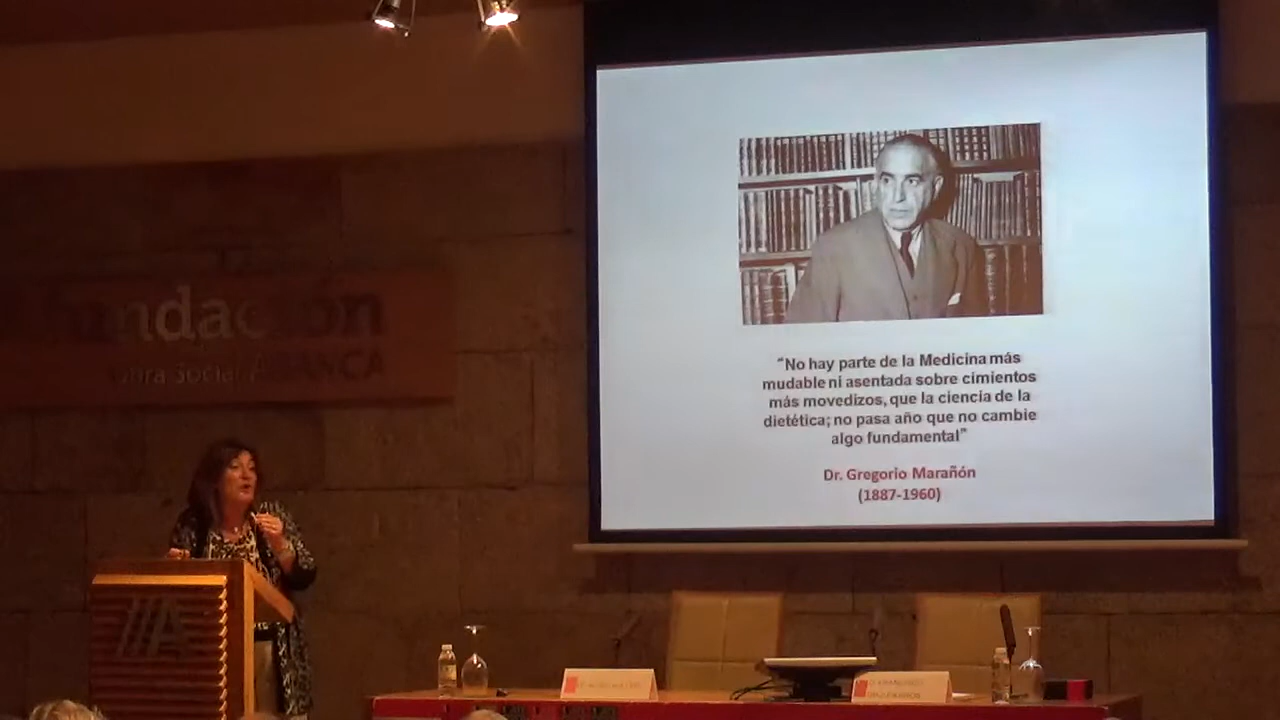 "No hay parte de la Medicina más
mudable ni asentada sobre cimientos
más movedizos, que la ciencia de la
dietética; no pasa año que no cambie
algo fundamental"
Dr. Gregorio Marañón
(1887-1960)
Fundación
Obra Social ABANCA